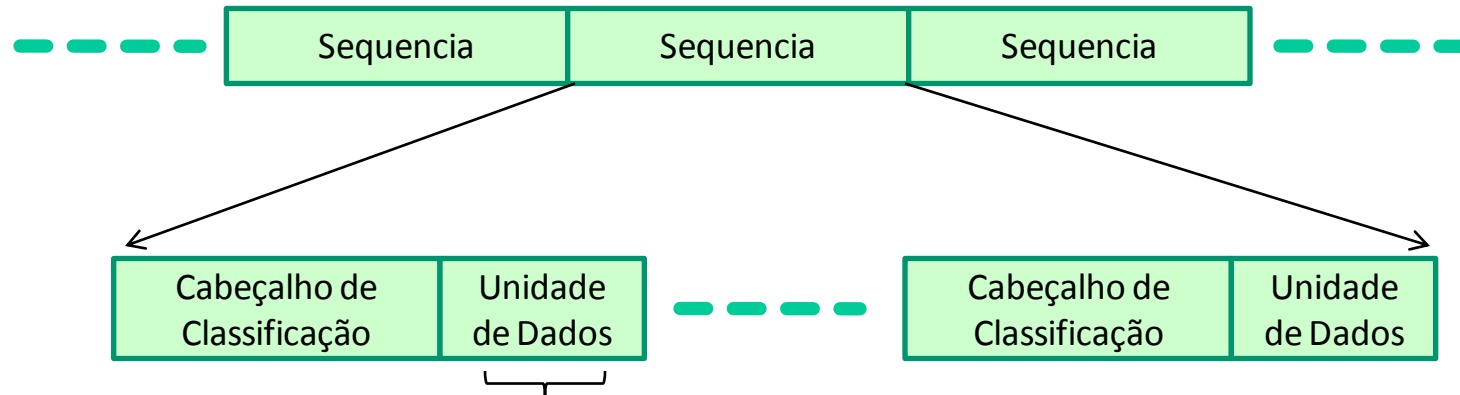 Sequencia Sequencia Sequencia
Cabeçalho de Unidade Cabeçalho de Unidade
Classificação de Dados Classificação de Dados